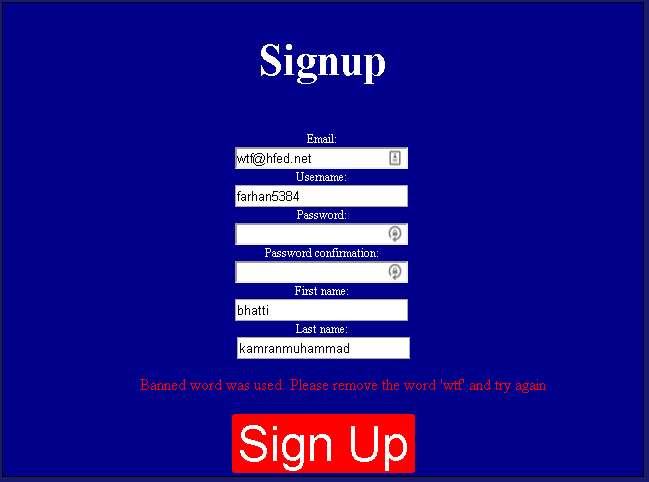 Signup
Email:
wtf@hfed.net
Username:
farhan5384
Password:
Password confirmation:
First name:
bhatti
Last name:
kamranmuhammad
Banned word was used. Please remove the word 'wtf' and try again
Sign Up